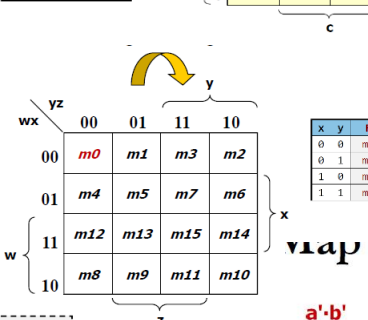 c
y
yz
wx
00 01 11 10
00 m0 m1 m3 m2
01 m4 m5 m7 m6
x
w
11 m12 m13 m15 m14
10 m8 m9 m11 m10
x y
0 0 m
0 1 m
1 0 m
1 1 m
Map
a'·b'